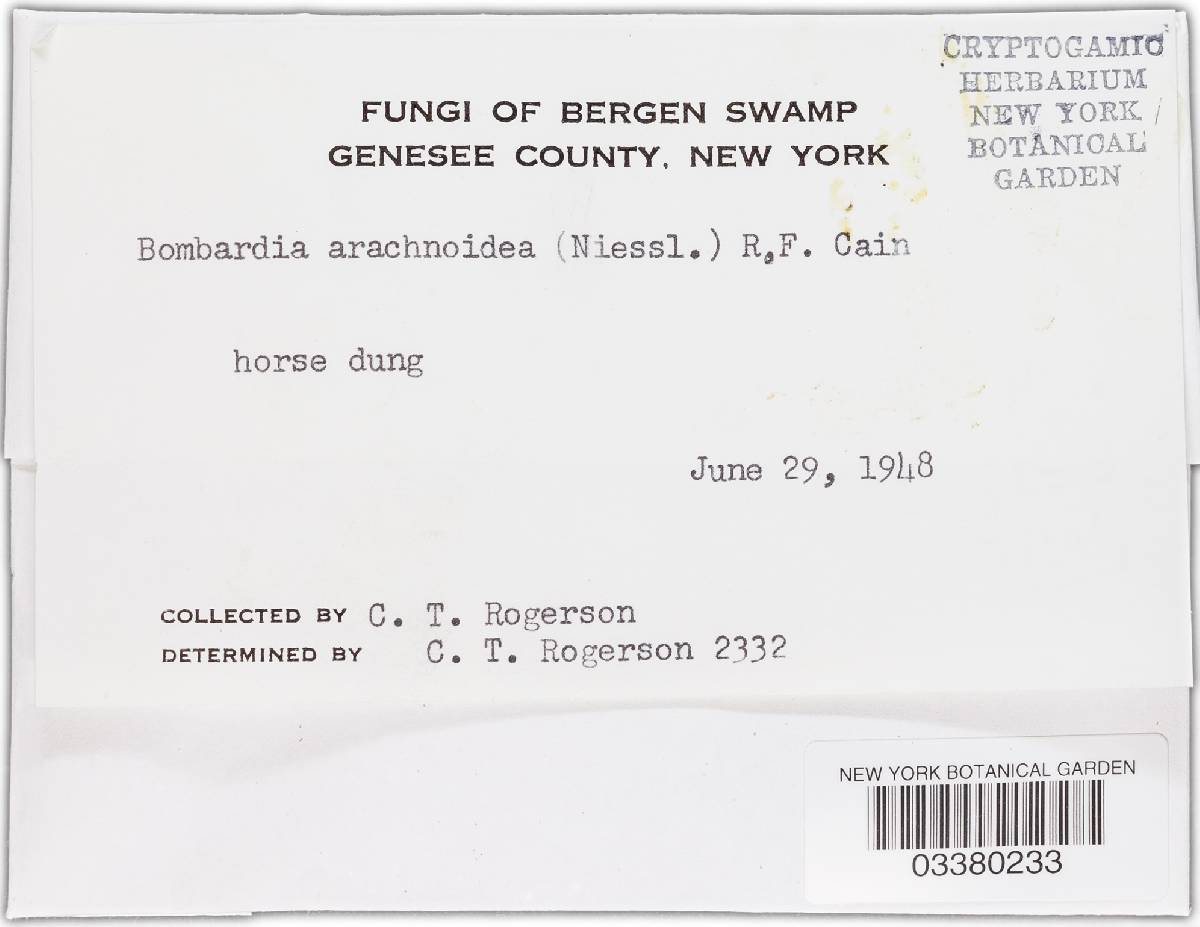 CRYPTOGAMIC
HERBARIUM
NEW YORK
BOTANICAL
GARDEN
FUNGI OF BERGEN SWAMP
GENESEE COUNTY, NEW YORK
Bombardia arachnoidea (Niessl.) R.F. Cain
horse dung
June 29, 1948
COLLECTED BY C. T. Rogerson
DETERMINED BY C. T. Rogerson 2332
NEW YORK BOTANICAL GARDEN
03380233